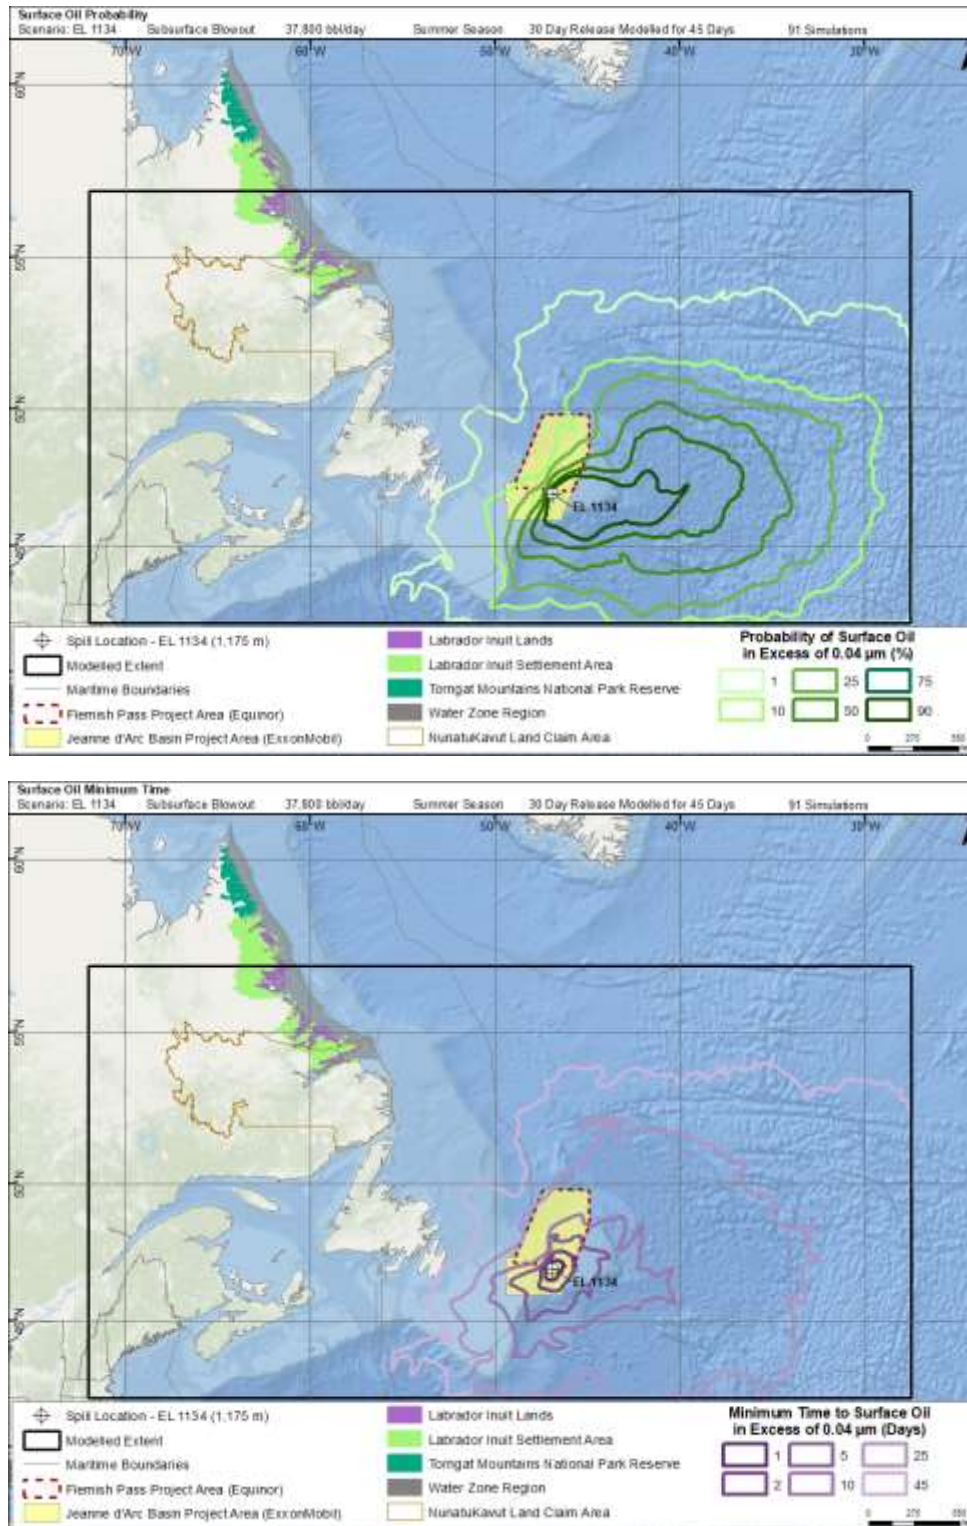 Surface Oil Probability
Scenario: EL 1134 Subsurface Blowout 37,800 bbl/day Summer Season 30 Day Release Modelled for 45 Days 91 Simulations
70°W 60°W 50°W 40°W 30°W
60°N
55°N
50°N
45°N
EL 1134
Spill Location - EL 1134 (1,175 m)
Modelled Extent
Maritime Boundaries
Flemish Pass Project Area (Equinor)
Jeanne d'Arc Basin Project Area (ExxonMobil)
Labrador Inuit Lands
Labrador Inuit Settlement Area
Torngat Mountains National Park Reserve
Water Zone Region
NunatuKavut Land Claim Area
Probability of Surface Oil
in Excess of 0.04 µm (%)
1 25 75
10 50 90
0 275 550
Surface Oil Minimum Time
Scenario: EL 1134 Subsurface Blowout 37,800 bbl/day Summer Season 30 Day Release Modelled for 45 Days 91 Simulations
70°W 60°W 50°W 40°W 30°W
60°N
55°N
50°N
45°N
EL 1134
Spill Location - EL 1134 (1,175 m)
Modelled Extent
Maritime Boundaries
Flemish Pass Project Area (Equinor)
Jeanne d'Arc Basin Project Area (ExxonMobil)
Labrador Inuit Lands
Labrador Inuit Settlement Area
Torngat Mountains National Park Reserve
Water Zone Region
NunatuKavut Land Claim Area
Minimum Time to Surface Oil
in Excess of 0.04 µm (Days)
1 5 25
2 10 45
0 275 550